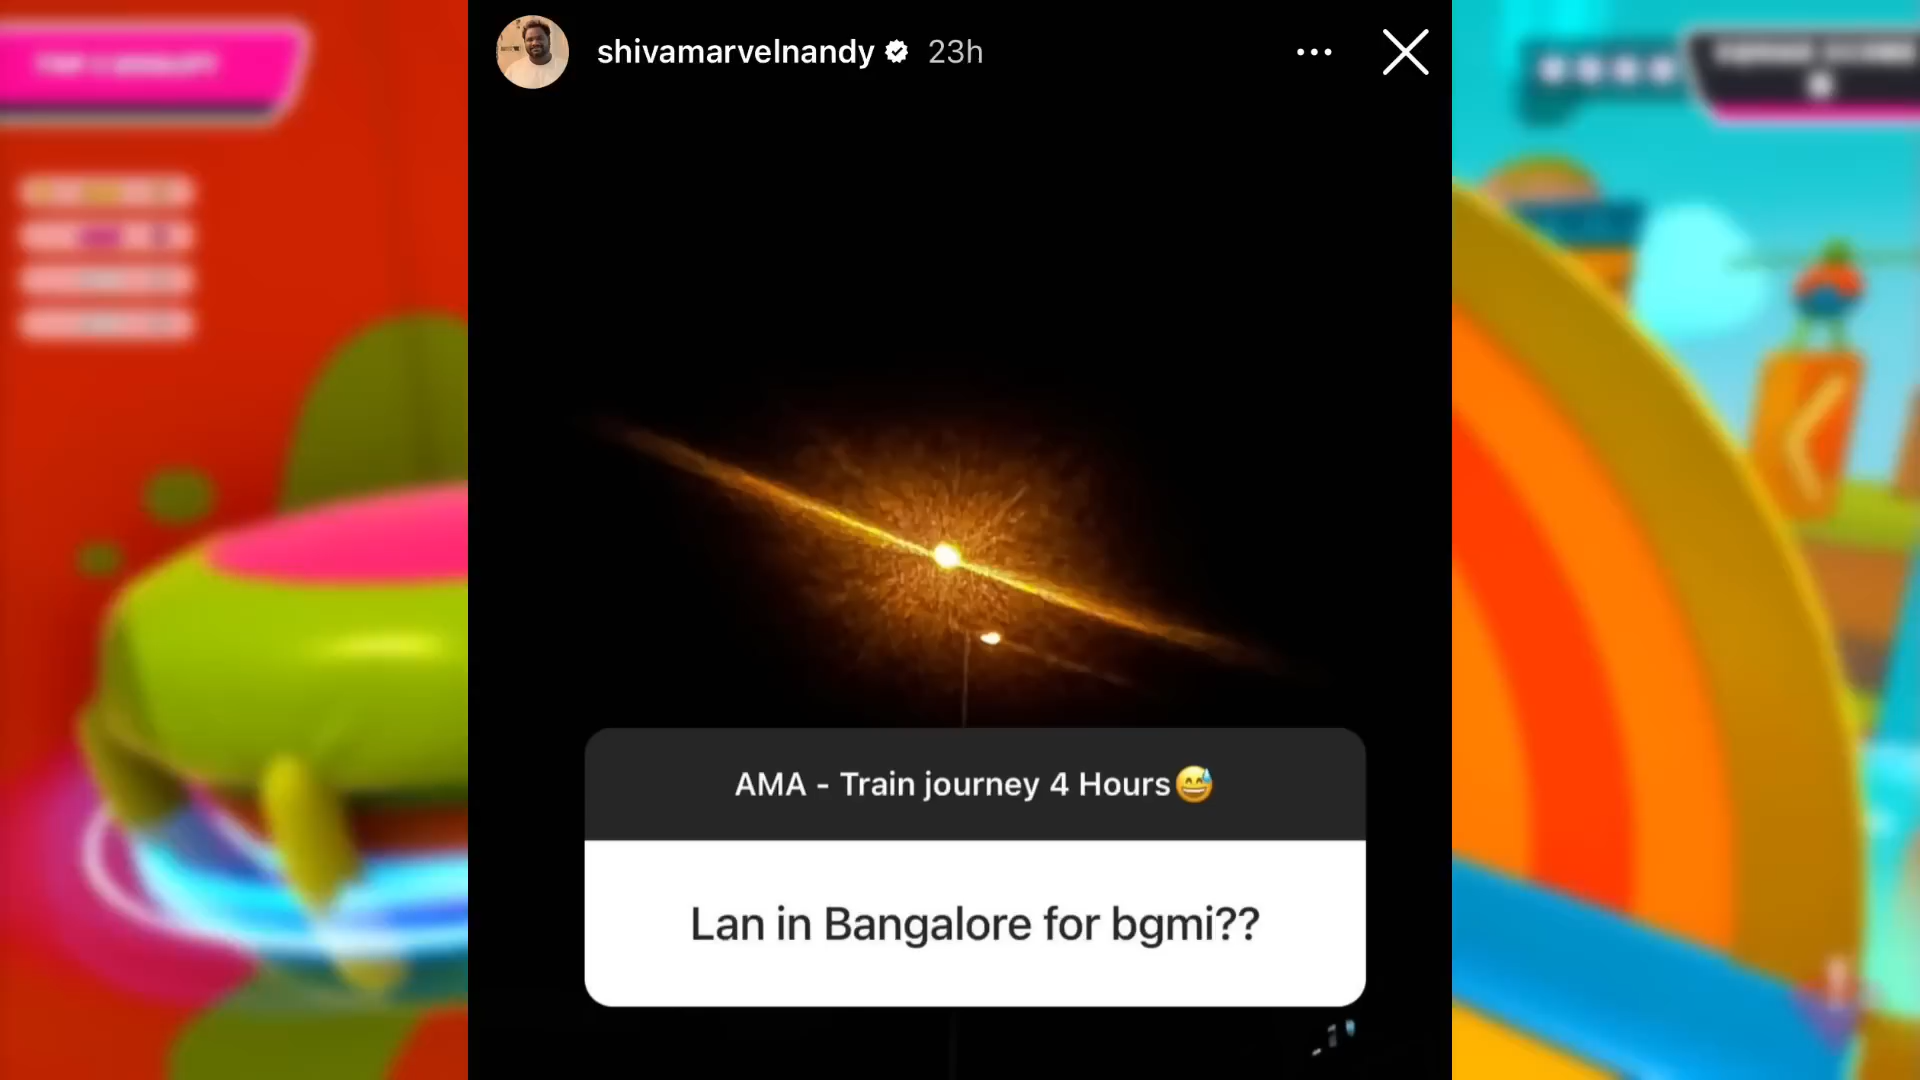 shivamarvelnandy 23h
AMA - Train journey 4 Hours😅
Lan in Bangalore for bgmi??